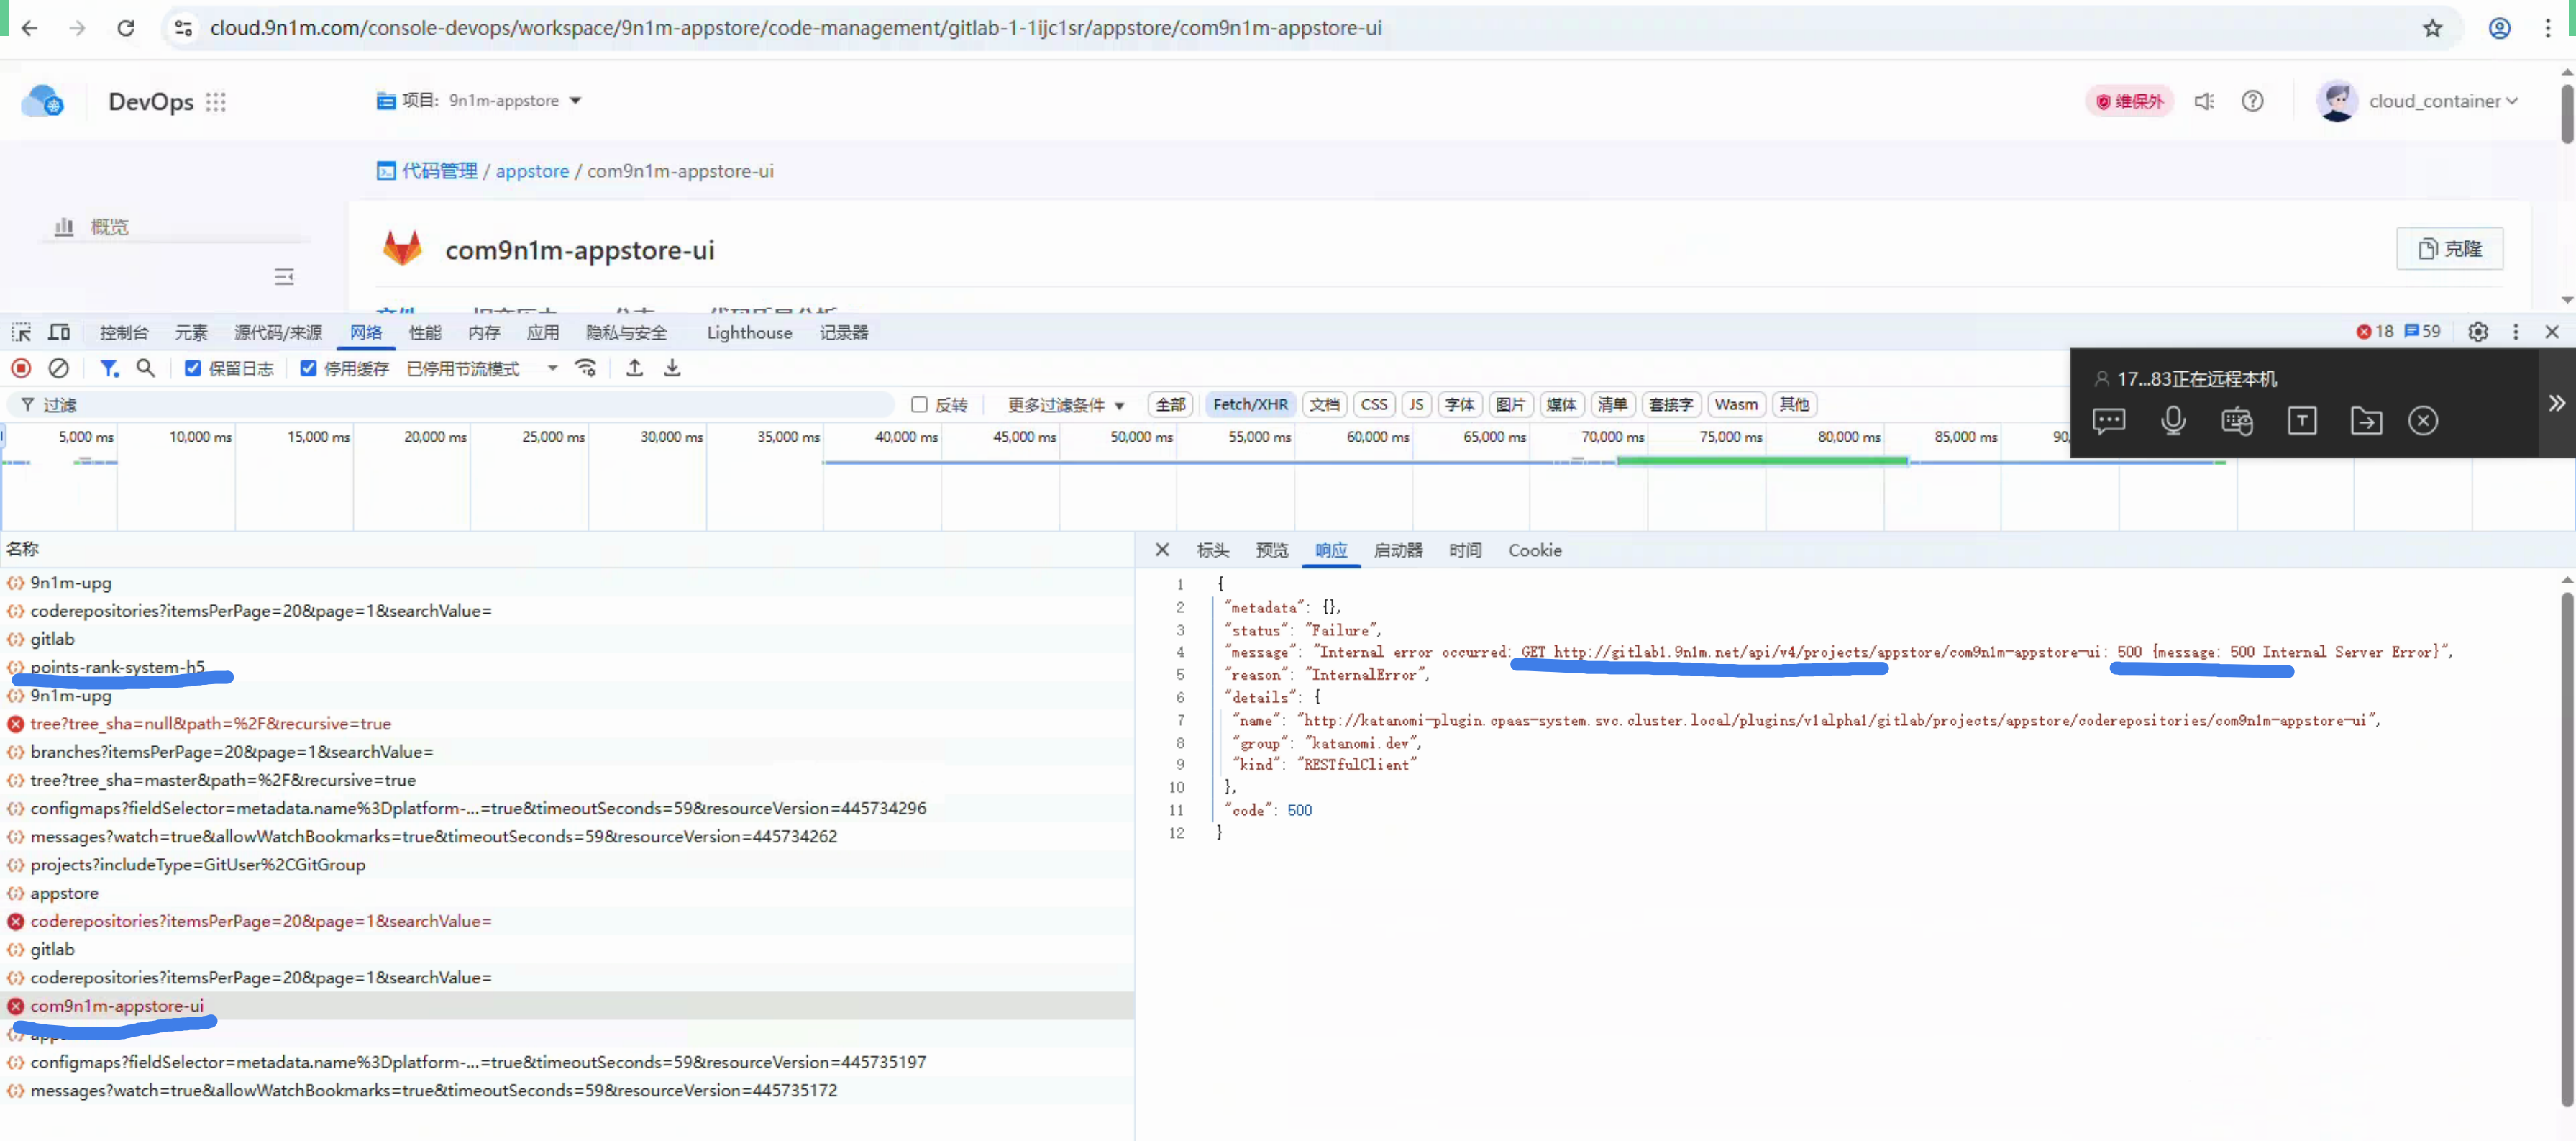 cloud.9n1m.com/console-devops/workspace/9n1m-appstore/code-management/gitlab-1-1ijc1sr/appstore/com9n1m-appstore-ui
DevOps
项目: 9n1m-appstore
维保外
cloud_container
代码管理 / appstore / com9n1m-appstore-ui
概览
com9n1m-appstore-ui
克隆
控制台 元素 源代码/来源 网络 性能 内存 应用 隐私与安全 Lighthouse 记录器
18 59
保留日志 停用缓存 已停用节流模式
17...83正在远程本机
过滤 反转 更多过滤条件 全部 Fetch/XHR 文档 CSS JS 字体 图片 媒体 清单 套接字 Wasm 其他
5,000 ms 10,000 ms 15,000 ms 20,000 ms 25,000 ms 30,000 ms 35,000 ms 40,000 ms 45,000 ms 50,000 ms 55,000 ms 60,000 ms 65,000 ms 70,000 ms 75,000 ms 80,000 ms 85,000 ms 90,
名称
9n1m-upg
coderepositories?itemsPerPage=20&page=1&searchValue=
gitlab
points-rank-system-h5
9n1m-upg
tree?tree_sha=null&path=%2F&recursive=true
branches?itemsPerPage=20&page=1&searchValue=
tree?tree_sha=master&path=%2F&recursive=true
configmaps?fieldSelector=metadata.name%3Dplatform-...=true&timeoutSeconds=59&resourceVersion=445734296
messages?watch=true&allowWatchBookmarks=true&timeoutSeconds=59&resourceVersion=445734262
projects?includeType=GitUser%2CGitGroup
appstore
coderepositories?itemsPerPage=20&page=1&searchValue=
gitlab
coderepositories?itemsPerPage=20&page=1&searchValue=
com9n1m-appstore-ui
configmaps?fieldSelector=metadata.name%3Dplatform-...=true&timeoutSeconds=59&resourceVersion=445735197
messages?watch=true&allowWatchBookmarks=true&timeoutSeconds=59&resourceVersion=445735172
标头 预览 响应 启动器 时间 Cookie
1 {
2 "metadata": {},
3 "status": "Failure",
4 "message": "Internal error occurred: GET http://gitlab1.9n1m.net/api/v4/projects/appstore/com9n1m-appstore-ui: 500 {message: 500 Internal Server Error}",
5 "reason": "InternalError",
6 "details": {
7 "name": "http://katanomi-plugin.cpaas-system.svc.cluster.local/plugins/v1alpha1/gitlab/projects/appstore/coderepositories/com9n1m-appstore-ui",
8 "group": "katanomi.dev",
9 "kind": "RESTfulClient"
10 },
11 "code": 500
12 }